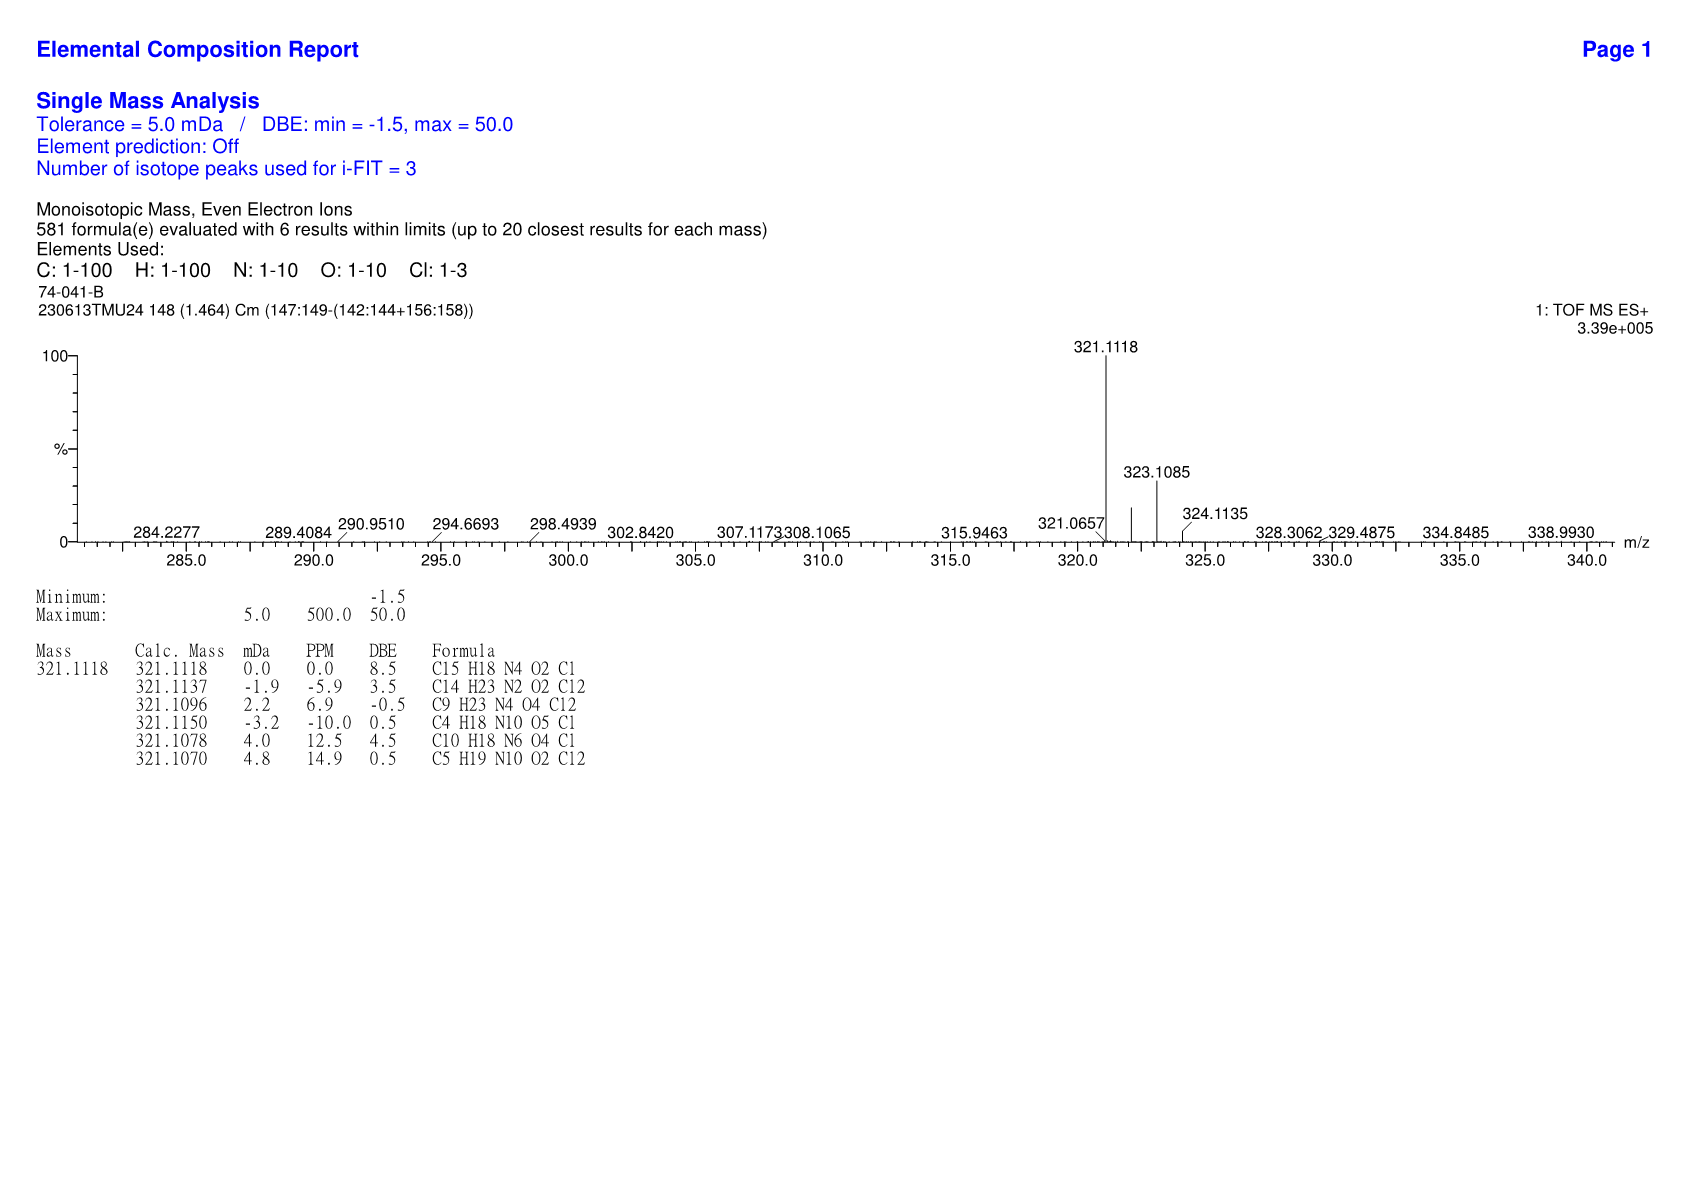 Elemental Composition Report Page 1
Single Mass Analysis
Tolerance = 5.0 mDa / DBE: min = -1.5, max = 50.0
Element prediction: Off
Number of isotope peaks used for i-FIT = 3
Monoisotopic Mass, Even Electron Ions
581 formula(e) evaluated with 6 results within limits (up to 20 closest results for each mass)
Elements Used:
C: 1-100 H: 1-100 N: 1-10 O: 1-10 Cl: 1-3
74-041-B
230613TMU24 148 (1.464) Cm (147:149-(142:144+156:158)) 1: TOF MS ES+
3.39e+005
100
%
0
321.1118
323.1085
324.1135
321.0657
284.2277 289.4084 290.9510 294.6693 298.4939 302.8420 307.1173 308.1065 315.9463 328.3062 329.4875 334.8485 338.9930
m/z
285.0 290.0 295.0 300.0 305.0 310.0 315.0 320.0 325.0 330.0 335.0 340.0
Minimum: -1.5
Maximum: 5.0 500.0 50.0
Mass Calc. Mass mDa PPM DBE Formula
321.1118 321.1118 0.0 0.0 8.5 C15 H18 N4 O2 Cl
321.1137 -1.9 -5.9 3.5 C14 H23 N2 O2 Cl2
321.1096 2.2 6.9 -0.5 C9 H23 N4 O4 Cl2
321.1150 -3.2 -10.0 0.5 C4 H18 N10 O5 Cl
321.1078 4.0 12.5 4.5 C10 H18 N6 O4 Cl
321.1070 4.8 14.9 0.5 C5 H19 N10 O2 Cl2